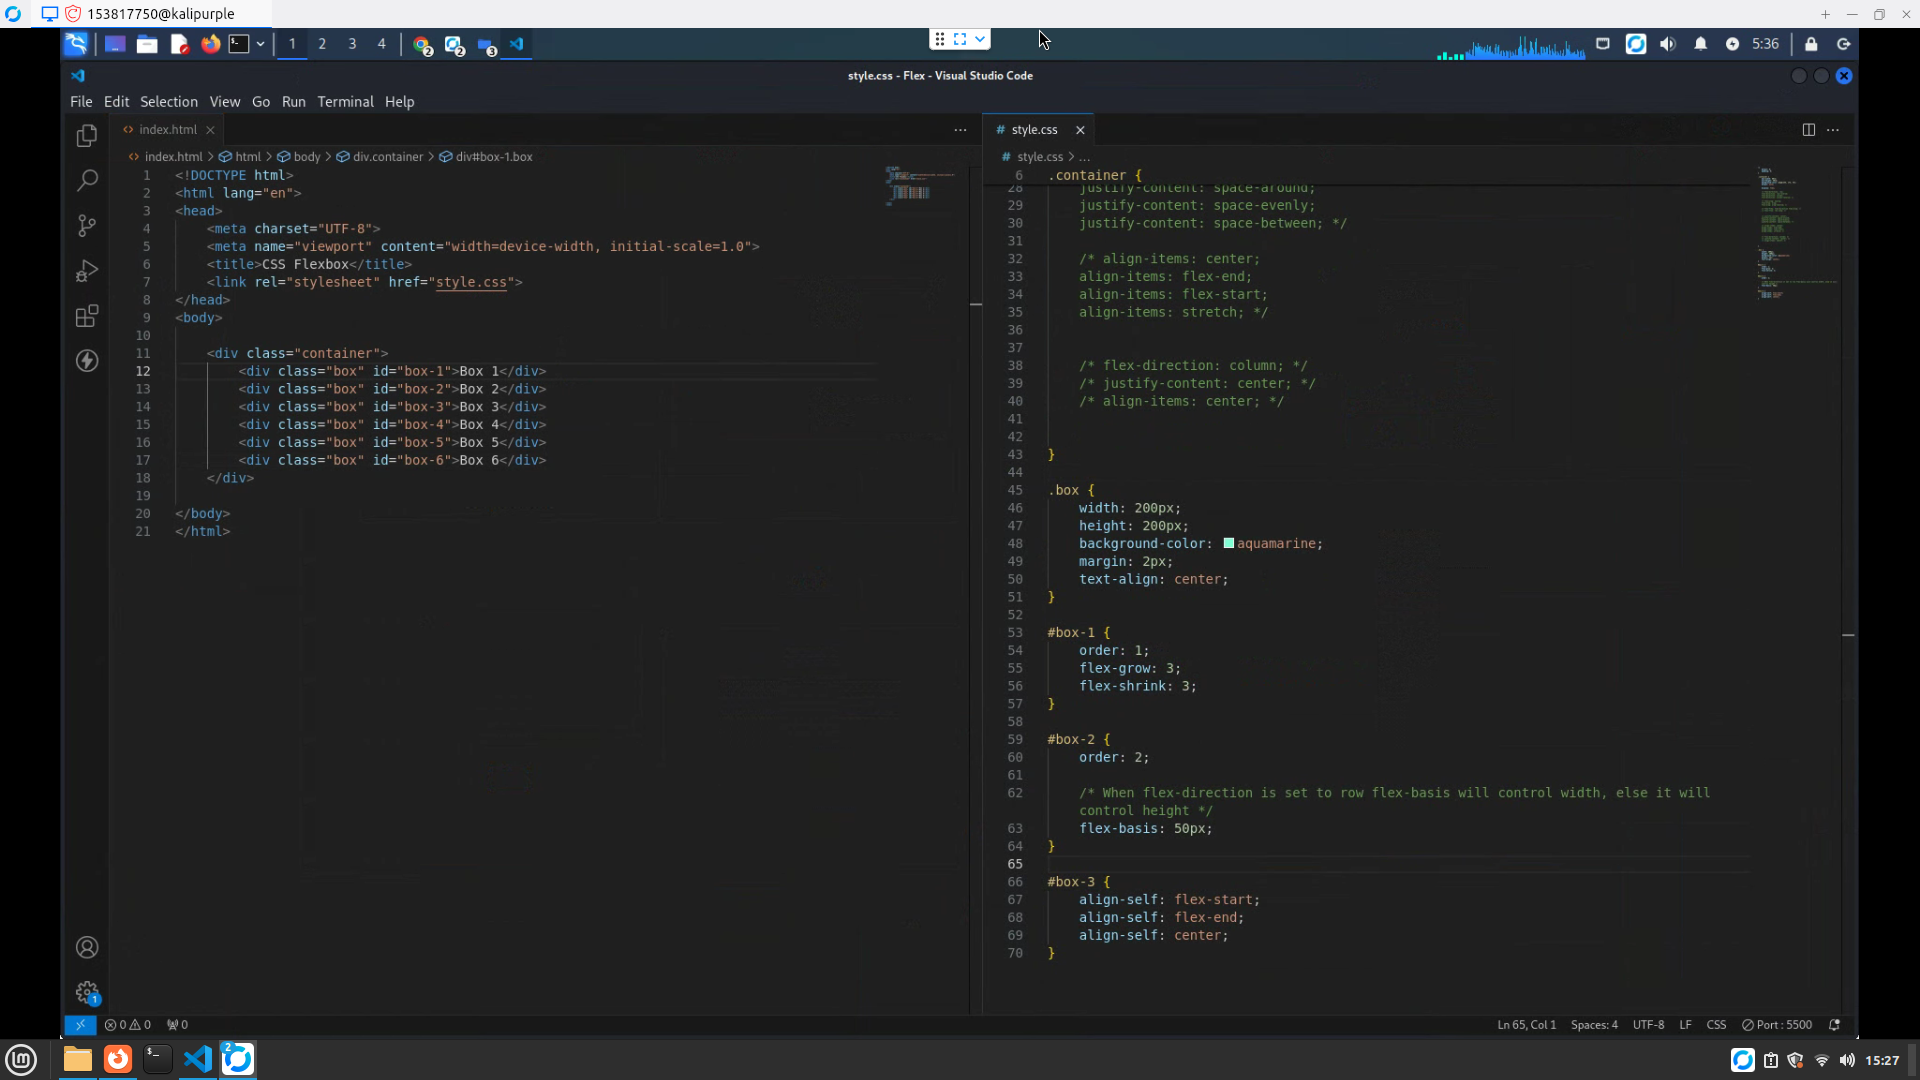 153817750@kalipurple
1 2 3 4
2 2 3
5:36
style.css - Flex - Visual Studio Code
File Edit Selection View Go Run Terminal Help
index.html
index.html > html > body > div.container > div#box-1.box
1 <!DOCTYPE html>
2 <html lang="en">
3 <head>
4 <meta charset="UTF-8">
5 <meta name="viewport" content="width=device-width, initial-scale=1.0">
6 <title>CSS Flexbox</title>
7 <link rel="stylesheet" href="style.css">
8 </head>
9 <body>
10
11 <div class="container">
12 <div class="box" id="box-1">Box 1</div>
13 <div class="box" id="box-2">Box 2</div>
14 <div class="box" id="box-3">Box 3</div>
15 <div class="box" id="box-4">Box 4</div>
16 <div class="box" id="box-5">Box 5</div>
17 <div class="box" id="box-6">Box 6</div>
18 </div>
19
20 </body>
21 </html>
# style.css
# style.css > ...
6 .container {
28 justify-content: space-around;
29 justify-content: space-evenly;
30 justify-content: space-between; */
31
32 /* align-items: center;
33 align-items: flex-end;
34 align-items: flex-start;
35 align-items: stretch; */
36
37
38 /* flex-direction: column; */
39 /* justify-content: center; */
40 /* align-items: center; */
41
42
43 }
44
45 .box {
46 width: 200px;
47 height: 200px;
48 background-color: aquamarine;
49 margin: 2px;
50 text-align: center;
51 }
52
53 #box-1 {
54 order: 1;
55 flex-grow: 3;
56 flex-shrink: 3;
57 }
58
59 #box-2 {
60 order: 2;
61
62 /* When flex-direction is set to row flex-basis will control width, else it will
control height */
63 flex-basis: 50px;
64 }
65
66 #box-3 {
67 align-self: flex-start;
68 align-self: flex-end;
69 align-self: center;
70 }
1
0 0 0
Ln 65, Col 1 Spaces: 4 UTF-8 LF CSS Port : 5500
2
15:27